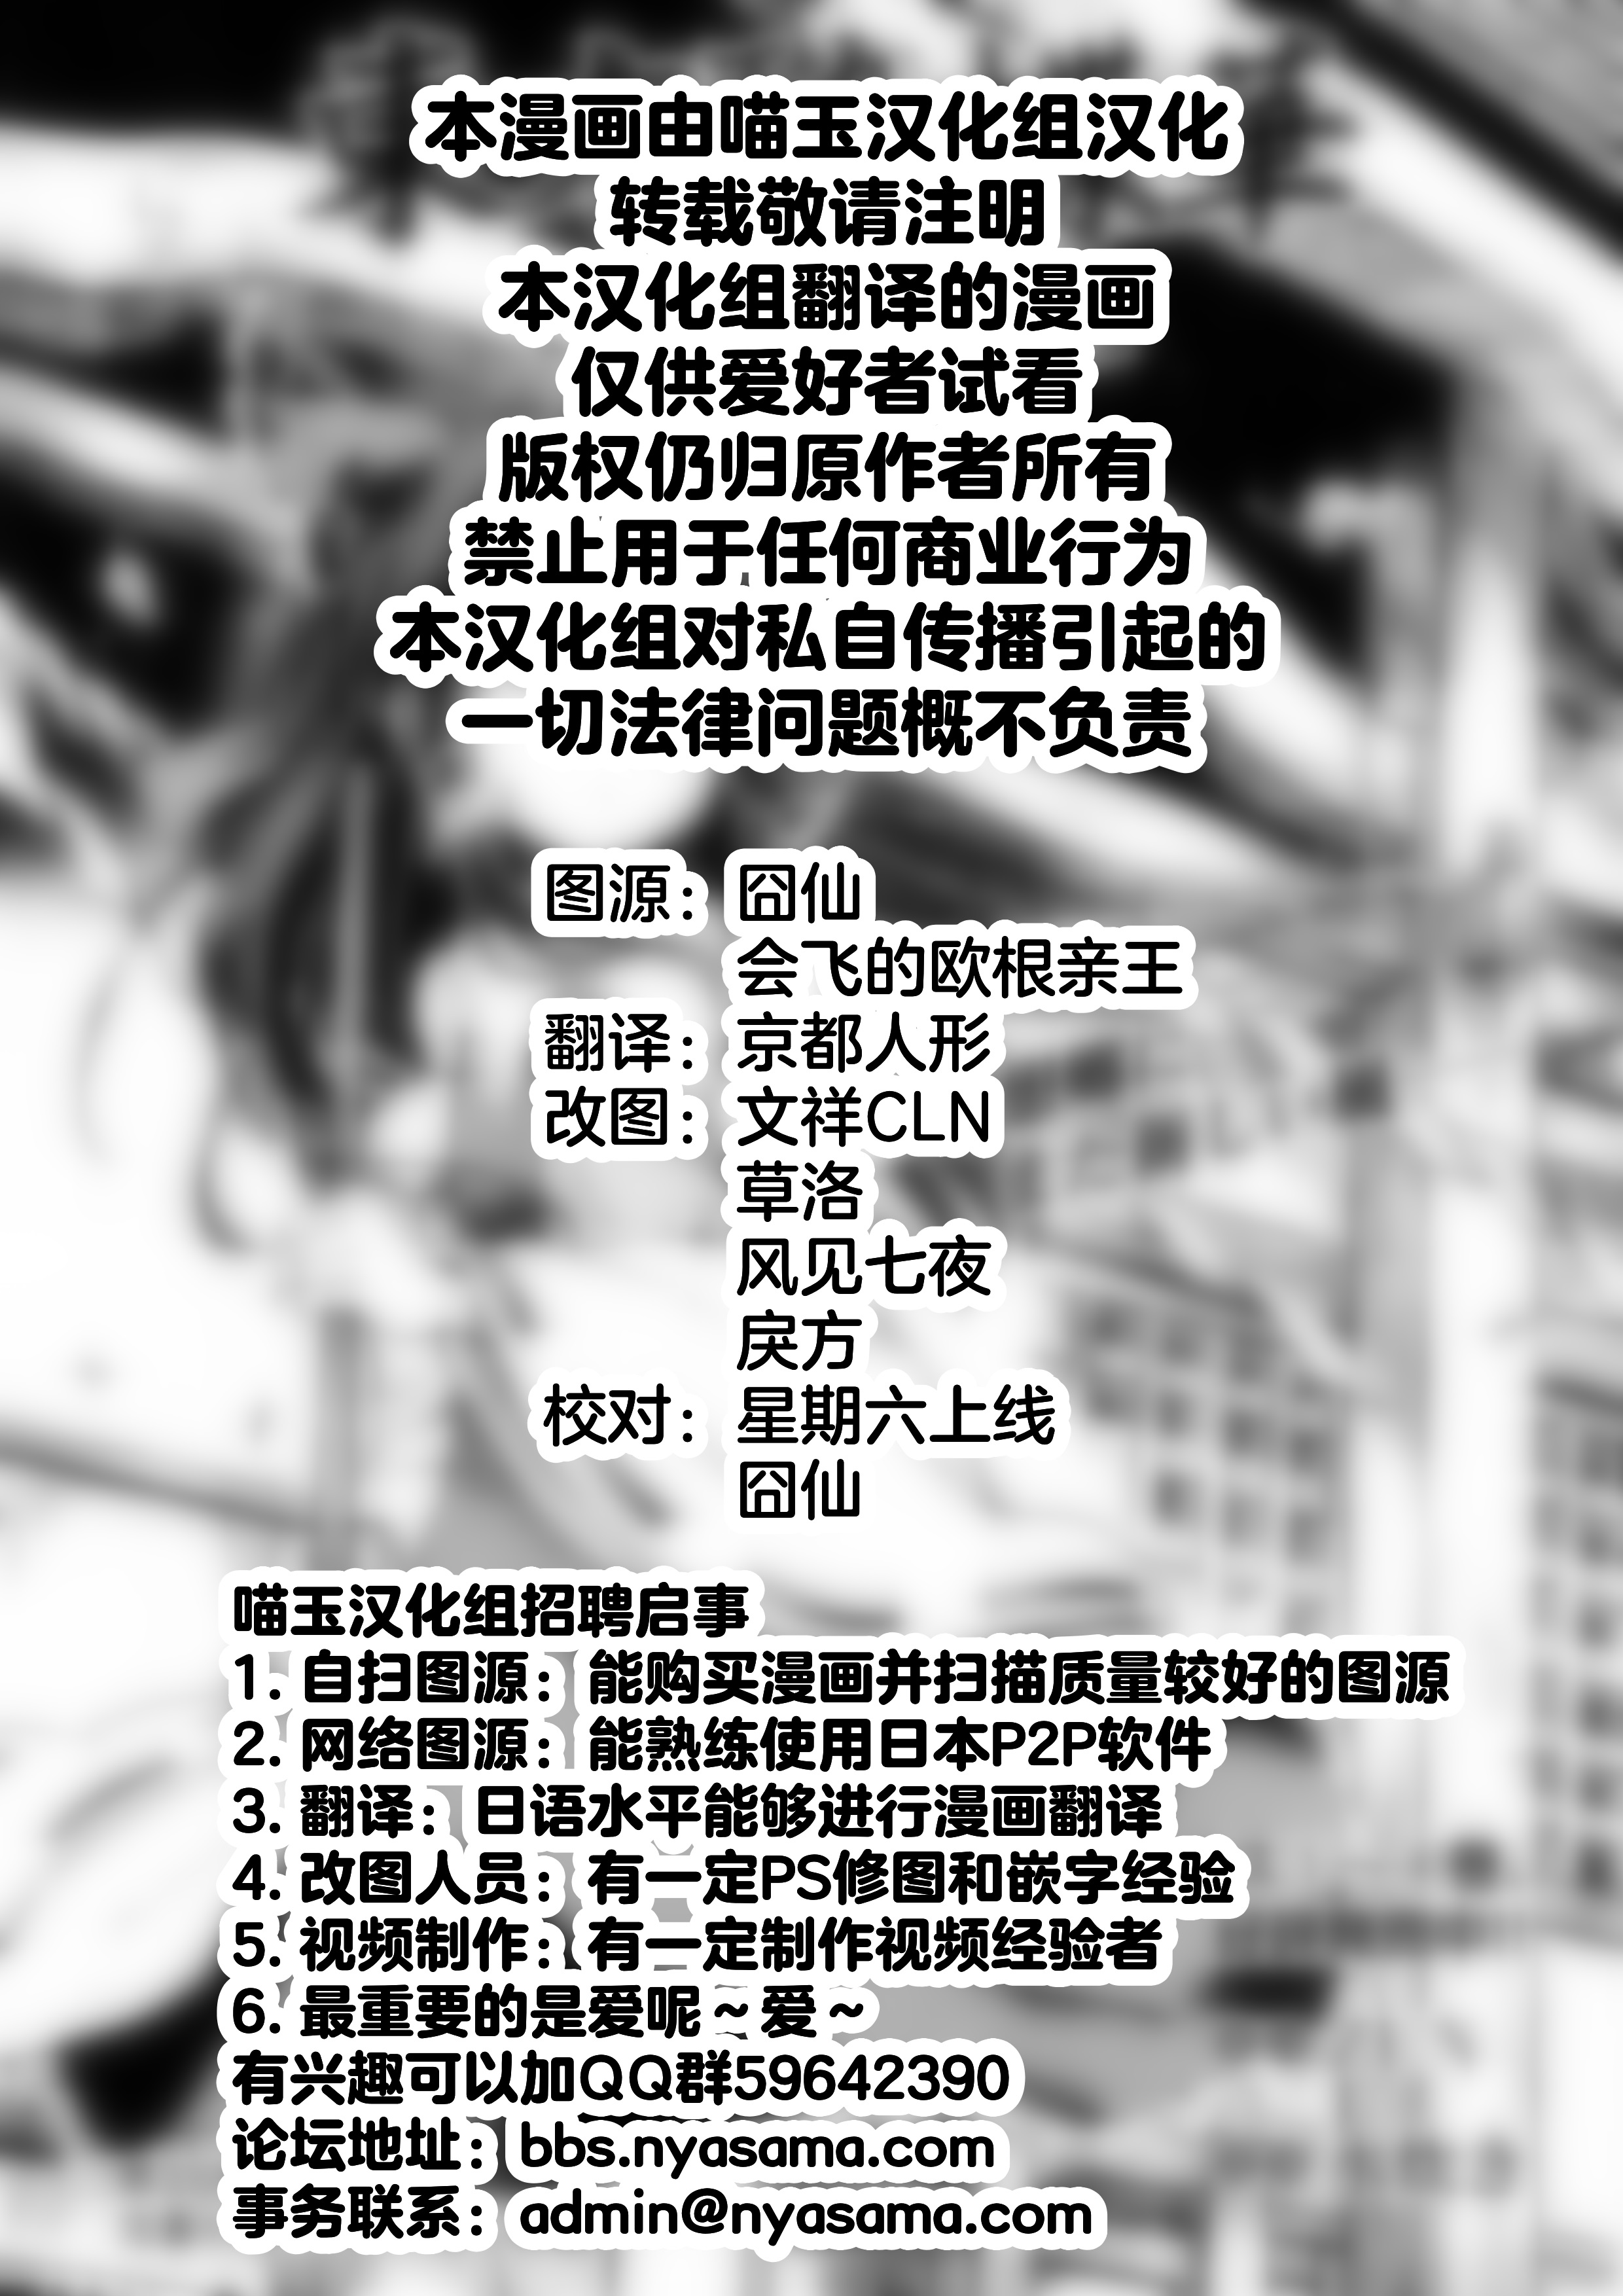 本漫画由喵玉汉化组汉化
转载敬请注明
本汉化组翻译的漫画
仅供爱好者试看
版权仍归原作者所有
禁止用于任何商业行为
本汉化组对私自传播引起的
一切法律问题概不负责
图源：囧仙
会飞的欧根亲王
翻译：京都人形
改图：文祥CLN
草洛
风见七夜
戾方
校对：星期六上线
囧仙
喵玉汉化组招聘启事
1. 自扫图源：能购买漫画并扫描质量较好的图源
2. 网络图源：能熟练使用日本P2P软件
3. 翻译：日语水平能够进行漫画翻译
4. 改图人员：有一定PS修图和嵌字经验
5. 视频制作：有一定制作视频经验者
6. 最重要的是爱呢～爱～
有兴趣可以加QQ群59642390
论坛地址：bbs.nyasama.com
事务联系：admin@nyasama.com